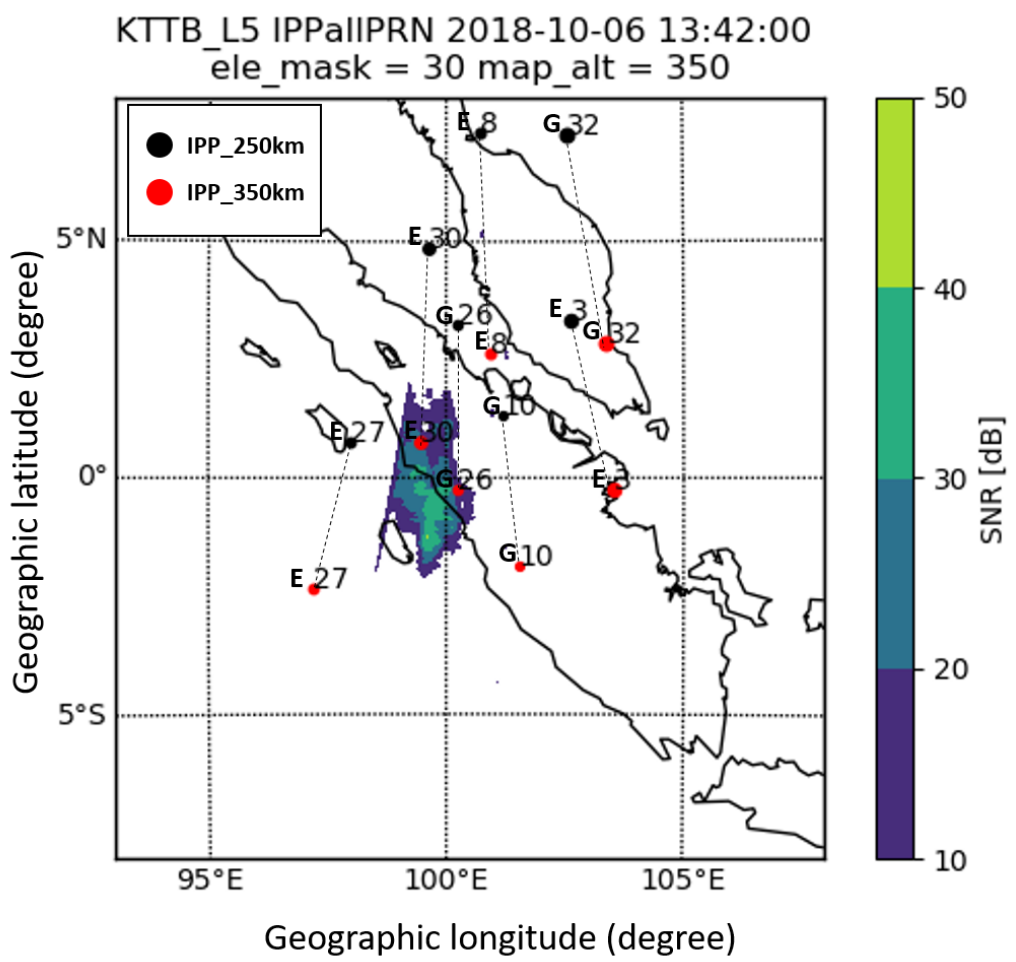 KTTB_L5 IPPallPRN 2018-10-06 13:42:00
ele_mask = 30 map_alt = 350
IPP_250km
IPP_350km
E 8
G 32
E 30
G 26
E 3
G 32
E 8
G 10
E 27
E 30
G 26
E 3
G 10
E 27
5°N
0°
5°S
95°E
100°E
105°E
Geographic latitude (degree)
Geographic longitude (degree)
50
40
30
20
10
SNR [dB]